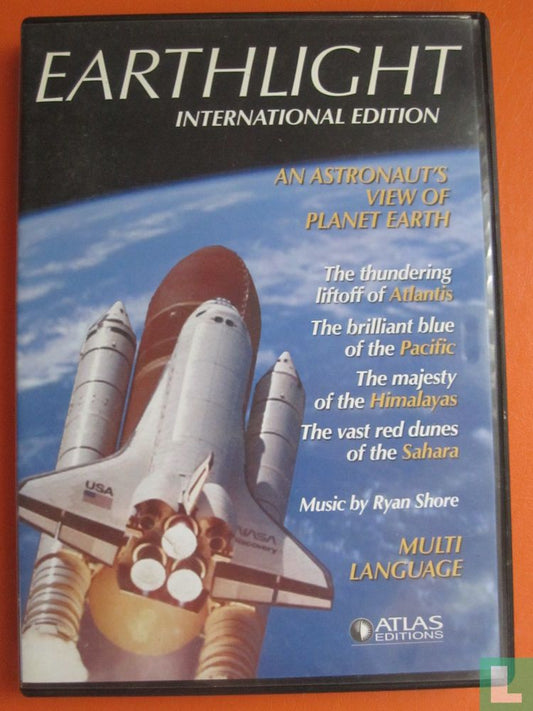 EARTHLIGHT
INTERNATIONAL EDITION
AN ASTRONAUT'S
VIEW OF
PLANET EARTH
The thundering
liftoff of Atlantis
The brilliant blue
of the Pacific
The majesty
of the Himalayas
The vast red dunes
of the Sahara
Music by Ryan Shore
MULTI
LANGUAGE
ATLAS
EDITIONS
USA
NASA
Discovery